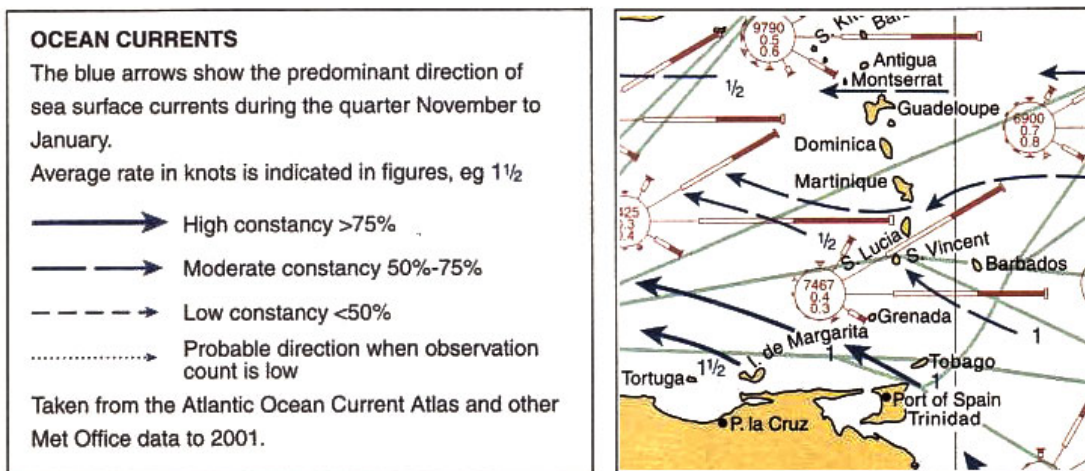 OCEAN CURRENTS
The blue arrows show the predominant direction of
sea surface currents during the quarter November to
January.
Average rate in knots is indicated in figures, eg 1½
High constancy >75%
Moderate constancy 50%-75%
Low constancy <50%
Probable direction when observation
count is low
Taken from the Atlantic Ocean Current Atlas and other
Met Office data to 2001.
9790
0.5
0.6
Antigua
Montserrat
½
Guadeloupe
6900
0.7
0.8
Dominica
Martinique
½
S. Lucia
S. Vincent
Barbados
7467
0.4
0.3
Grenada
1
I. de Margarita
1
Tobago
1½
1
Tortuga
Port of Spain
Trinidad
P. la Cruz